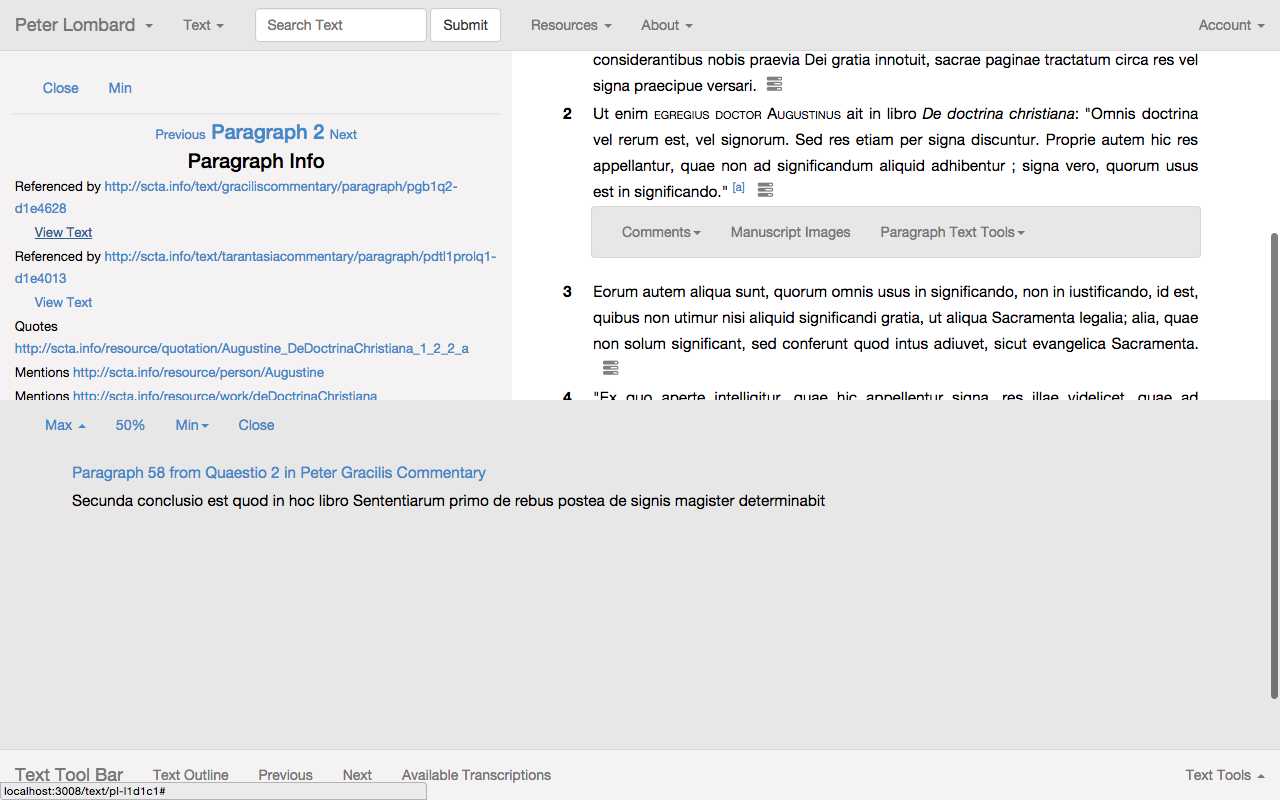 Peter Lombard Text Search Text Submit Resources About Account
Close Min
Previous Paragraph 2 Next
Paragraph Info
Referenced by http://scta.info/text/graciliscommentary/paragraph/pgb1q2-
d1e4628
View Text
Referenced by http://scta.info/text/tarantasiacommentary/paragraph/pdtl1prolq1-
d1e4013
View Text
Quotes
http://scta.info/resource/quotation/Augustine_DeDoctrinaChristiana_1_2_2_a
Mentions http://scta.info/resource/person/Augustine
Mentions http://scta.info/resource/work/deDoctrinaChristiana
considerantibus nobis praevia Dei gratia innotuit, sacrae paginae tractatum circa res vel
signa praecipue versari.
2 Ut enim egregius doctor Augustinus ait in libro De doctrina christiana: "Omnis doctrina
vel rerum est, vel signorum. Sed res etiam per signa discuntur. Proprie autem hic res
appellantur, quae non ad significandum aliquid adhibentur ; signa vero, quorum usus
est in significando." [a]
Comments Manuscript Images Paragraph Text Tools
3 Eorum autem aliqua sunt, quorum omnis usus in significando, non in iustificando, id est,
quibus non utimur nisi aliquid significandi gratia, ut aliqua Sacramenta legalia; alia, quae
non solum significant, sed conferunt quod intus adiuvet, sicut evangelica Sacramenta.
4 "Ex quo aperte intelligitur, quae hic appellentur signa, res illae videlicet, quae ad
Max 50% Min Close
Paragraph 58 from Quaestio 2 in Peter Gracilis Commentary
Secunda conclusio est quod in hoc libro Sententiarum primo de rebus postea de signis magister determinabit
Text Tool Bar Text Outline Previous Next Available Transcriptions Text Tools
localhost:3008/text/pl-l1d1c1#